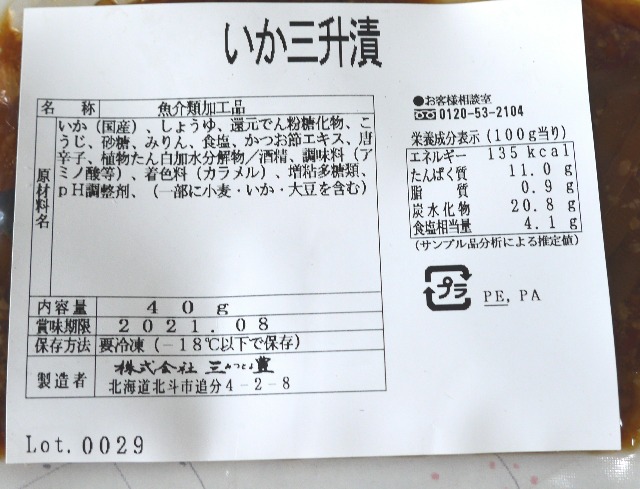 いか三升漬
名 称 魚介類加工品
原材料名
いか（国産）、しょうゆ、還元でん粉糖化物、こ
うじ、砂糖、みりん、食塩、かつお節エキス、唐
辛子、植物たん白加水分解物／酒精、調味料（ア
ミノ酸等）、着色料（カラメル）、増粘多糖類、
pH調整剤、（一部に小麦・いか・大豆を含む）
内容量 40g
賞味期限 2021.08
保存方法 要冷凍（－18℃以下で保存）
製造者 株式会社 三みつとよ豊
北海道北斗市追分4－2－8
Lot.0029
●お客様相談室
0120-53-2104
栄養成分表示（100g当り）
エネルギー 135kcal
たんぱく質 11.0g
脂 質 0.9g
炭水化物 20.8g
食塩相当量 4.1g
（サンプル品分析による推定値）
プラ PE, PA